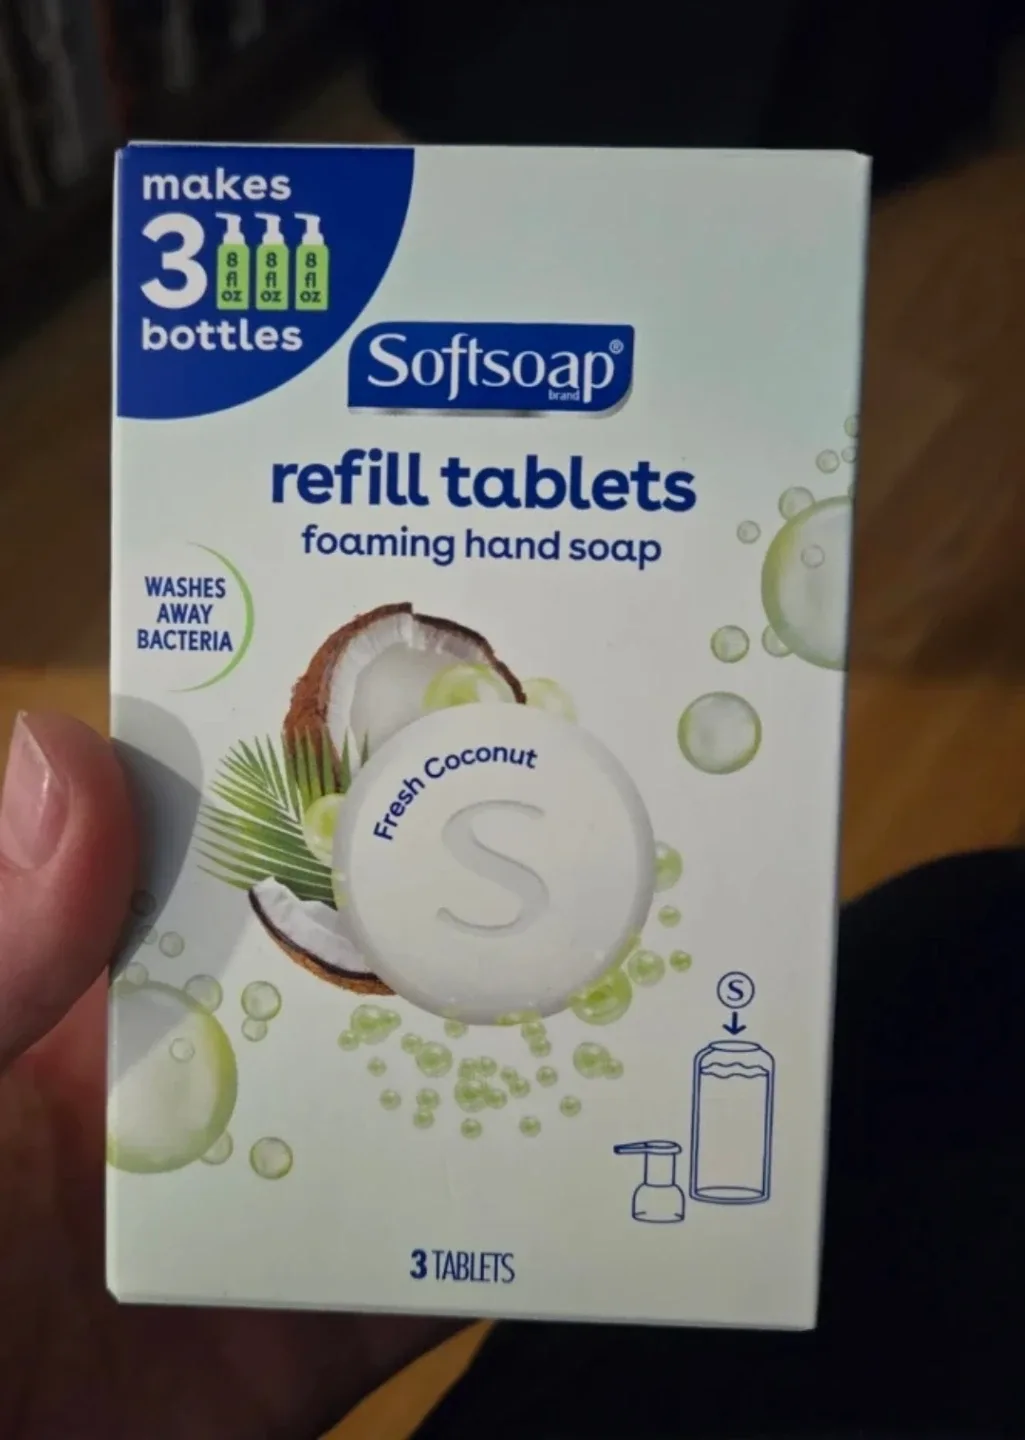 makes
3
8 fl oz
8 fl oz
8 fl oz
bottles
Softsoap®
brand
refill tablets
foaming hand soap
WASHES
AWAY
BACTERIA
Fresh Coconut
S
S
3 TABLETS